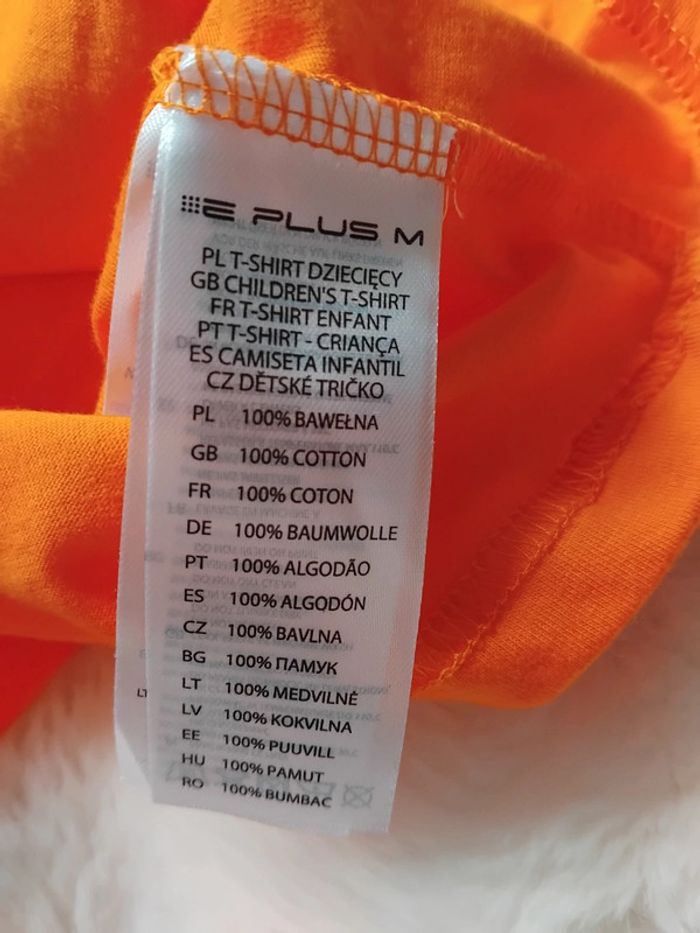 E PLUS M
PL T-SHIRT DZIECIĘCY
GB CHILDREN'S T-SHIRT
FR T-SHIRT ENFANT
PT T-SHIRT - CRIANÇA
ES CAMISETA INFANTIL
CZ DĚTSKÉ TRIČKO
PL 100% BAWEŁNA
GB 100% COTTON
FR 100% COTON
DE 100% BAUMWOLLE
PT 100% ALGODÃO
ES 100% ALGODÓN
CZ 100% BAVLNA
BG 100% ПАМУК
LT 100% MEDVILNĖ
LV 100% KOKVILNA
EE 100% PUUVILL
HU 100% PAMUT
RO 100% BUMBAC
LT